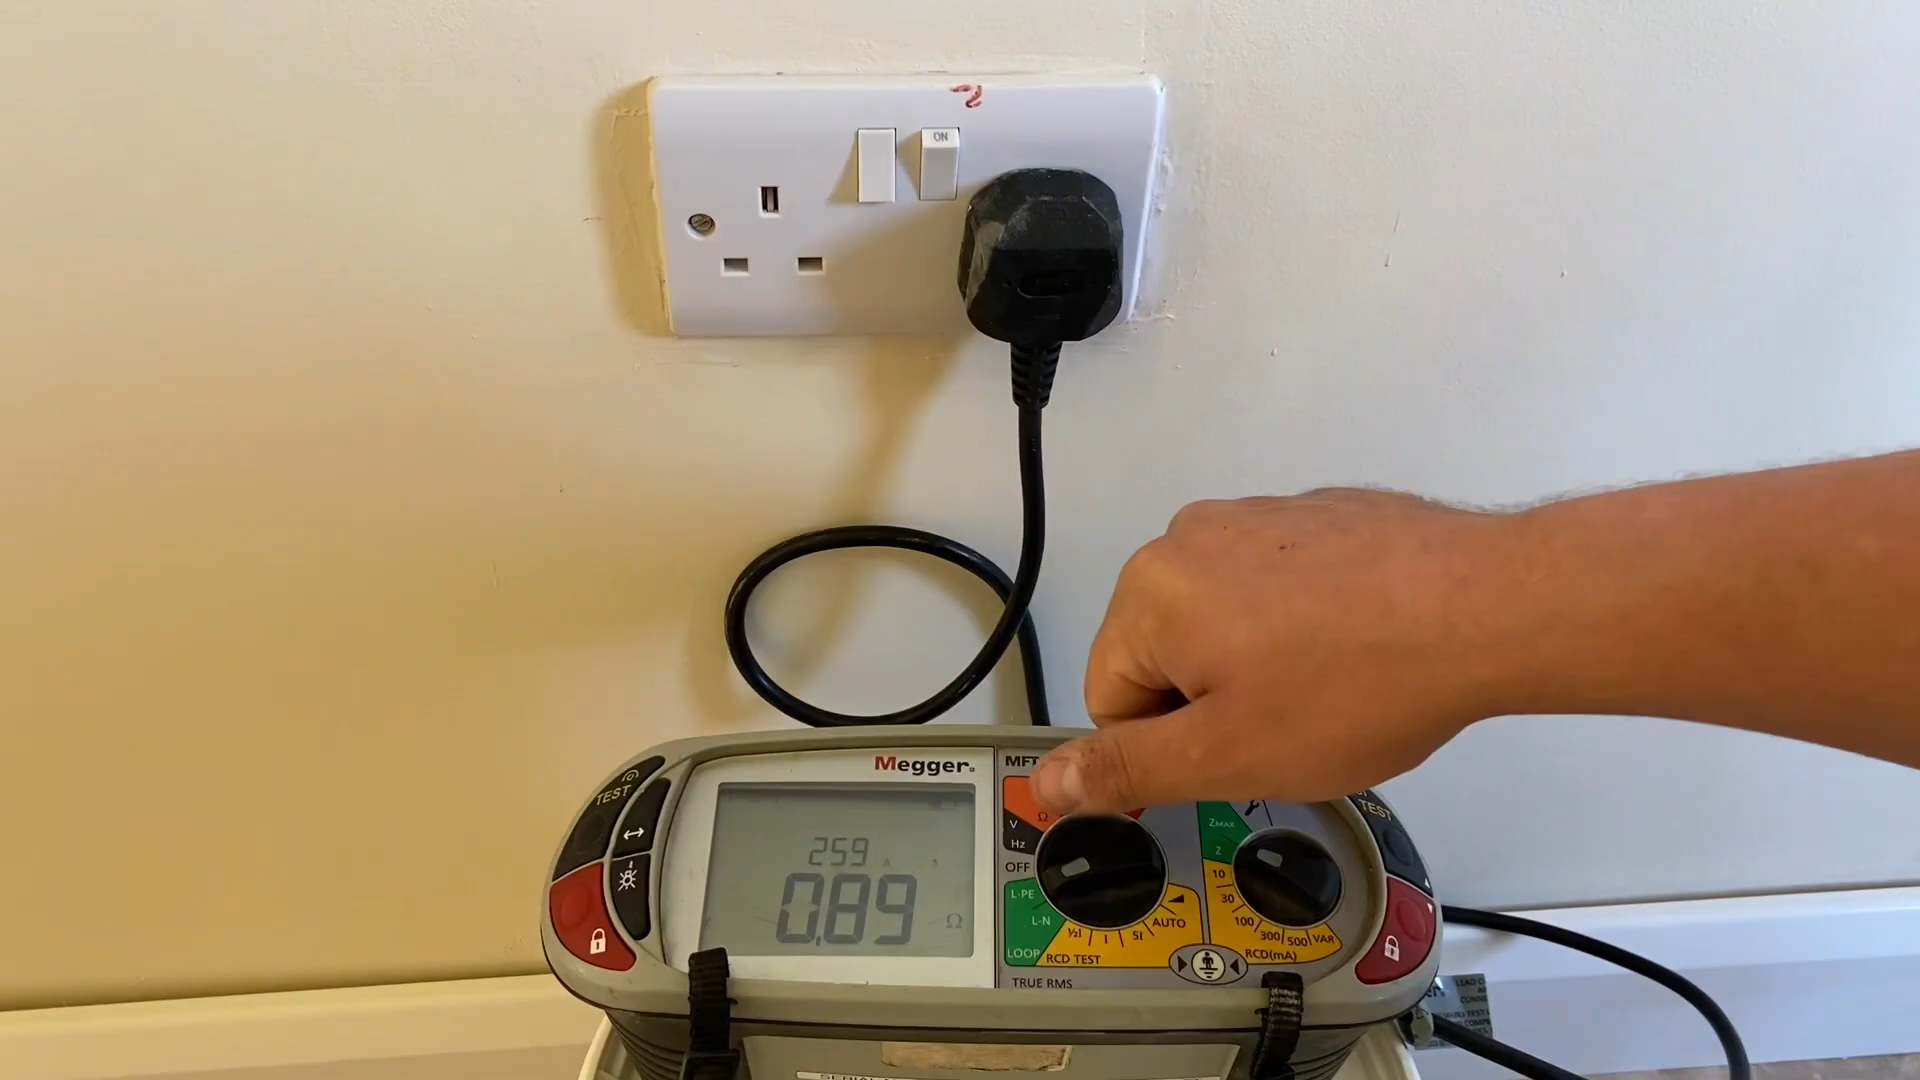 ON
Megger
MFT
TEST
259 A
0.89 Ω
Ω
V
Hz
OFF
L-PE
L-N
LOOP
½I
I
5I
AUTO
RCD TEST
TRUE RMS
ZMAX
Z
10
30
100
300
500
VAR
RCD(mA)
TEST